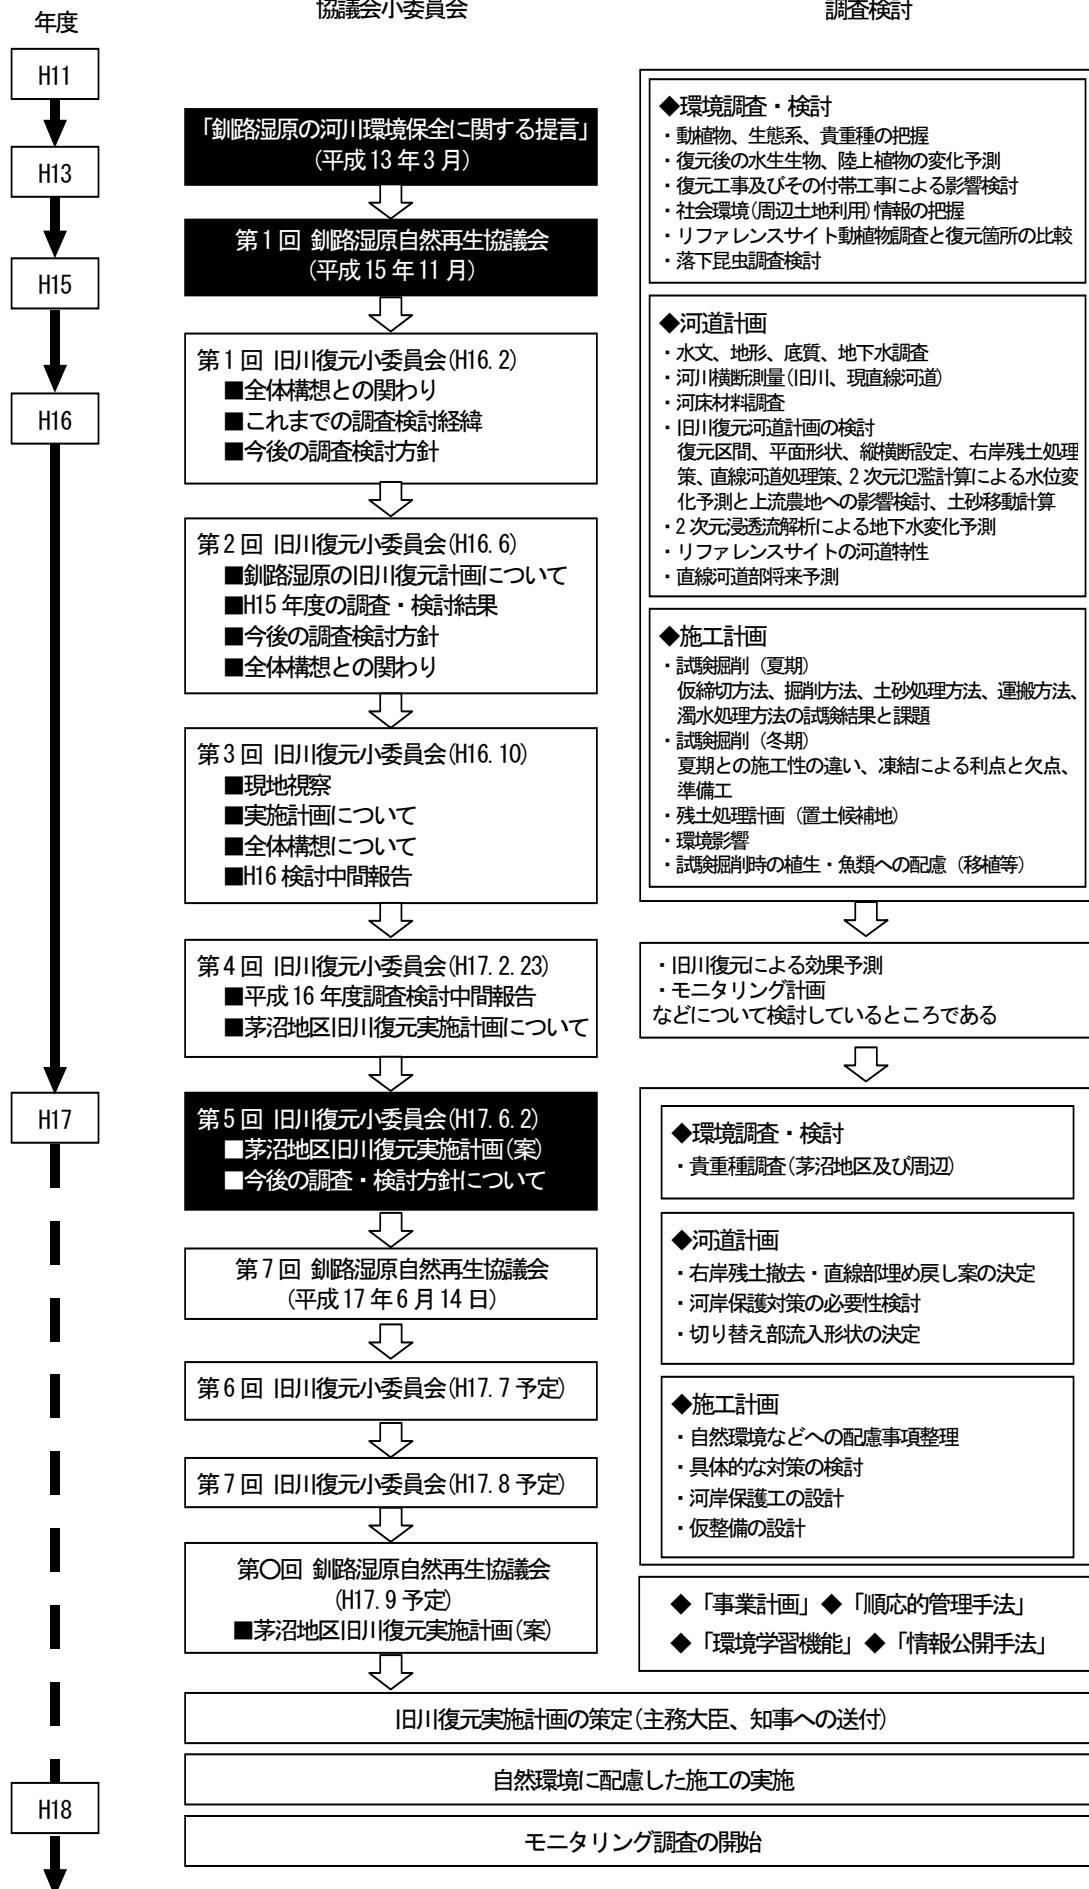 年度
H11
H13
H15
H16
H17
H18
協議会小委員会
「釧路湿原の河川環境保全に関する提言」
(平成13年3月)
第1回 釧路湿原自然再生協議会
(平成15年11月)
第1回 旧川復元小委員会(H16.2)
■全体構想との関わり
■これまでの調査検討経緯
■今後の調査検討方針
第2回 旧川復元小委員会(H16.6)
■釧路湿原の旧川復元計画について
■H15年度の調査・検討結果
■今後の調査検討方針
■全体構想との関わり
第3回 旧川復元小委員会(H16.10)
■現地視察
■実施計画について
■全体構想について
■H16検討中間報告
第4回 旧川復元小委員会(H17.2.23)
■平成16年度調査検討中間報告
■茅沼地区旧川復元実施計画について
第5回 旧川復元小委員会(H17.6.2)
■茅沼地区旧川復元実施計画(案)
■今後の調査・検討方針について
第7回 釧路湿原自然再生協議会
(平成17年6月14日)
第6回 旧川復元小委員会(H17.7予定)
第7回 旧川復元小委員会(H17.8予定)
第〇回 釧路湿原自然再生協議会
(H17.9予定)
■茅沼地区旧川復元実施計画(案)
調査検討
◆環境調査・検討
・動植物、生態系、貴重種の把握
・復元後の水生生物、陸上植物の変化予測
・復元工事及びその付帯工事による影響検討
・社会環境(周辺土地利用)情報の把握
・リファレンスサイト動植物調査と復元箇所の比較
・落下昆虫調査検討
◆河道計画
・水文、地形、底質、地下水調査
・河川横断測量(旧川、現直線河道)
・河床材料調査
・旧川復元河道計画の検討
復元区間、平面形状、縦横断設定、右岸残土処理
策、直線河道処理策、2次元氾濫計算による水位変
化予測と上流農地への影響検討、土砂移動計算
・2次元浸透流解析による地下水変化予測
・リファレンスサイトの河道特性
・直線河道部将来予測
◆施工計画
・試験掘削(夏期)
仮締切方法、掘削方法、土砂処理方法、運搬方法、
濁水処理方法の試験結果と課題
・試験掘削(冬期)
夏期との施工性の違い、凍結による利点と欠点、
準備工
・残土処理計画(置土候補地)
・環境影響
・試験掘削時の植生・魚類への配慮(移植等)
・旧川復元による効果予測
・モニタリング計画
などについて検討しているところである
◆環境調査・検討
・貴重種調査(茅沼地区及び周辺)
◆河道計画
・右岸残土撤去・直線部埋め戻し案の決定
・河岸保護対策の必要性検討
・切り替え部流入形状の決定
◆施工計画
・自然環境などへの配慮事項整理
・具体的な対策の検討
・河岸保護工の設計
・仮整備の設計
◆「事業計画」◆「順応的管理手法」
◆「環境学習機能」◆「情報公開手法」
旧川復元実施計画の策定(主務大臣、知事への送付)
自然環境に配慮した施工の実施
モニタリング調査の開始